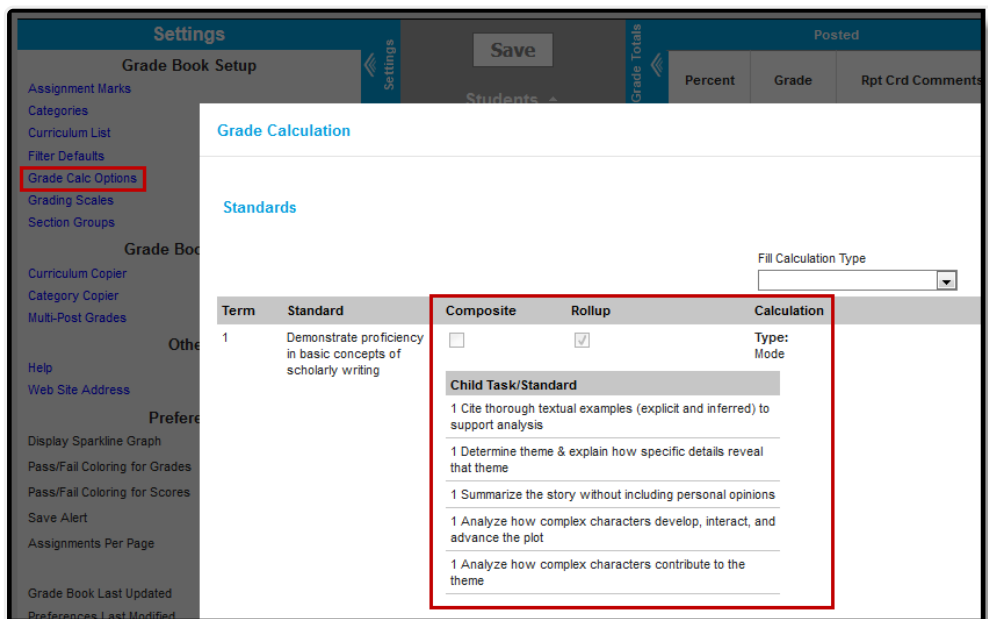 Settings
Grade Book Setup
Assignment Marks
Categories
Curriculum List
Filter Defaults
Grade Calc Options
Grading Scales
Section Groups
Grade Boo
Curriculum Copier
Category Copier
Multi-Post Grades
Othe
Help
Web Site Address
Prefere
Display Sparkline Graph
Pass/Fail Coloring for Grades
Pass/Fail Coloring for Scores
Save Alert
Assignments Per Page
Grade Book Last Updated
Preferences Last Modified
Settings
Save
Students
Grade Totals
Posted
Percent Grade Rpt Crd Comments
Grade Calculation
Standards
Fill Calculation Type
Term Standard Composite Rollup Calculation
1 Demonstrate proficiency Type:
in basic concepts of Mode
scholarly writing
Child Task/Standard
1 Cite thorough textual examples (explicit and inferred) to
support analysis
1 Determine theme & explain how specific details reveal
that theme
1 Summarize the story without including personal opinions
1 Analyze how complex characters develop, interact, and
advance the plot
1 Analyze how complex characters contribute to the
theme